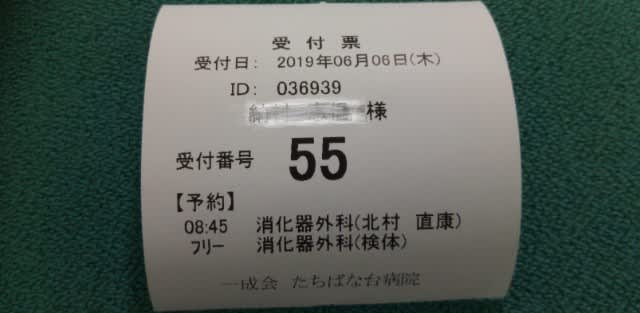 受付票
受付日: 2019年06月06日(木)
ID: 036939
様
受付番号 55
【予約】
08:45 消化器外科(北村 直康)
フリー 消化器外科(検体)
一成会 たちばな台病院